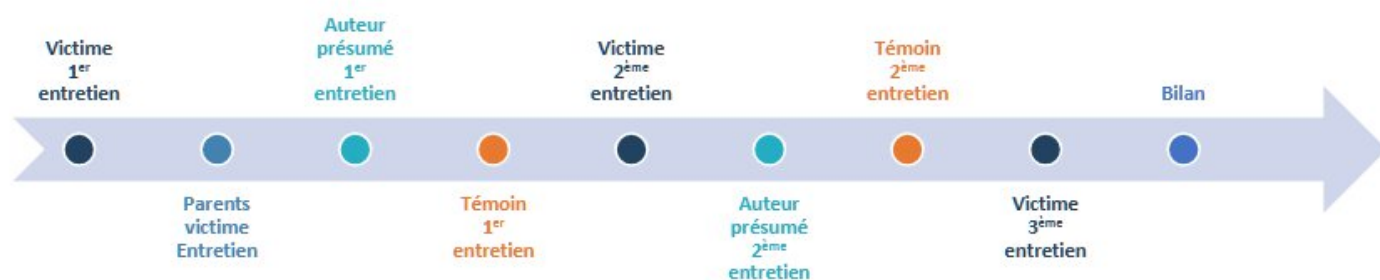 Victime
1er
entretien
Parents
victime
Entretien
Auteur
présumé
1er
entretien
Témoin
1er
entretien
Victime
2ème
entretien
Auteur
présumé
2ème
entretien
Témoin
2ème
entretien
Victime
3ème
entretien
Bilan